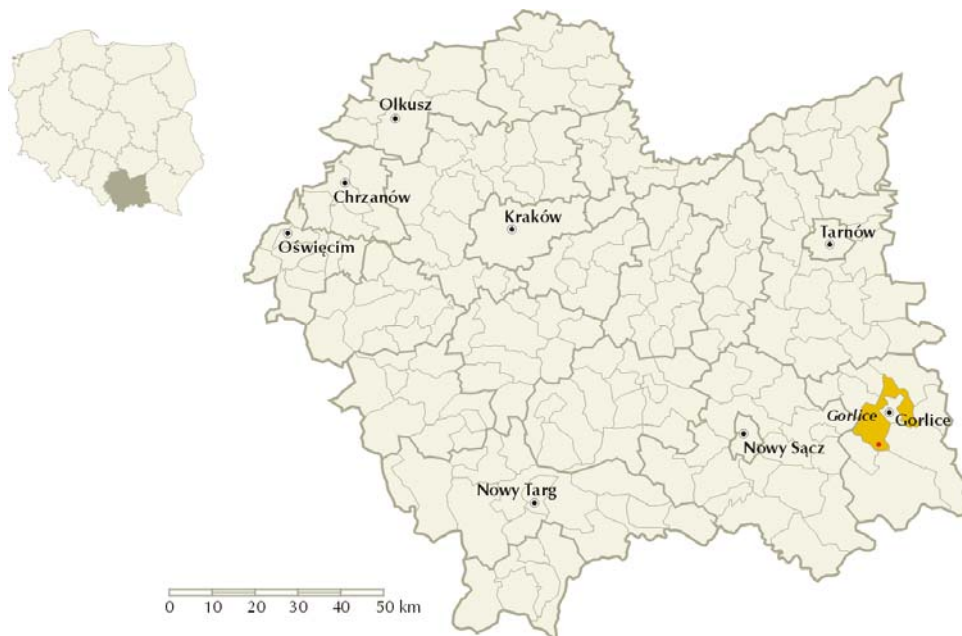 Olkusz
Chrzanów
Kraków
Tarnów
Oświęcim
Gorlice
Gorlice
Nowy Sącz
Nowy Targ
0 10 20 30 40 50 km